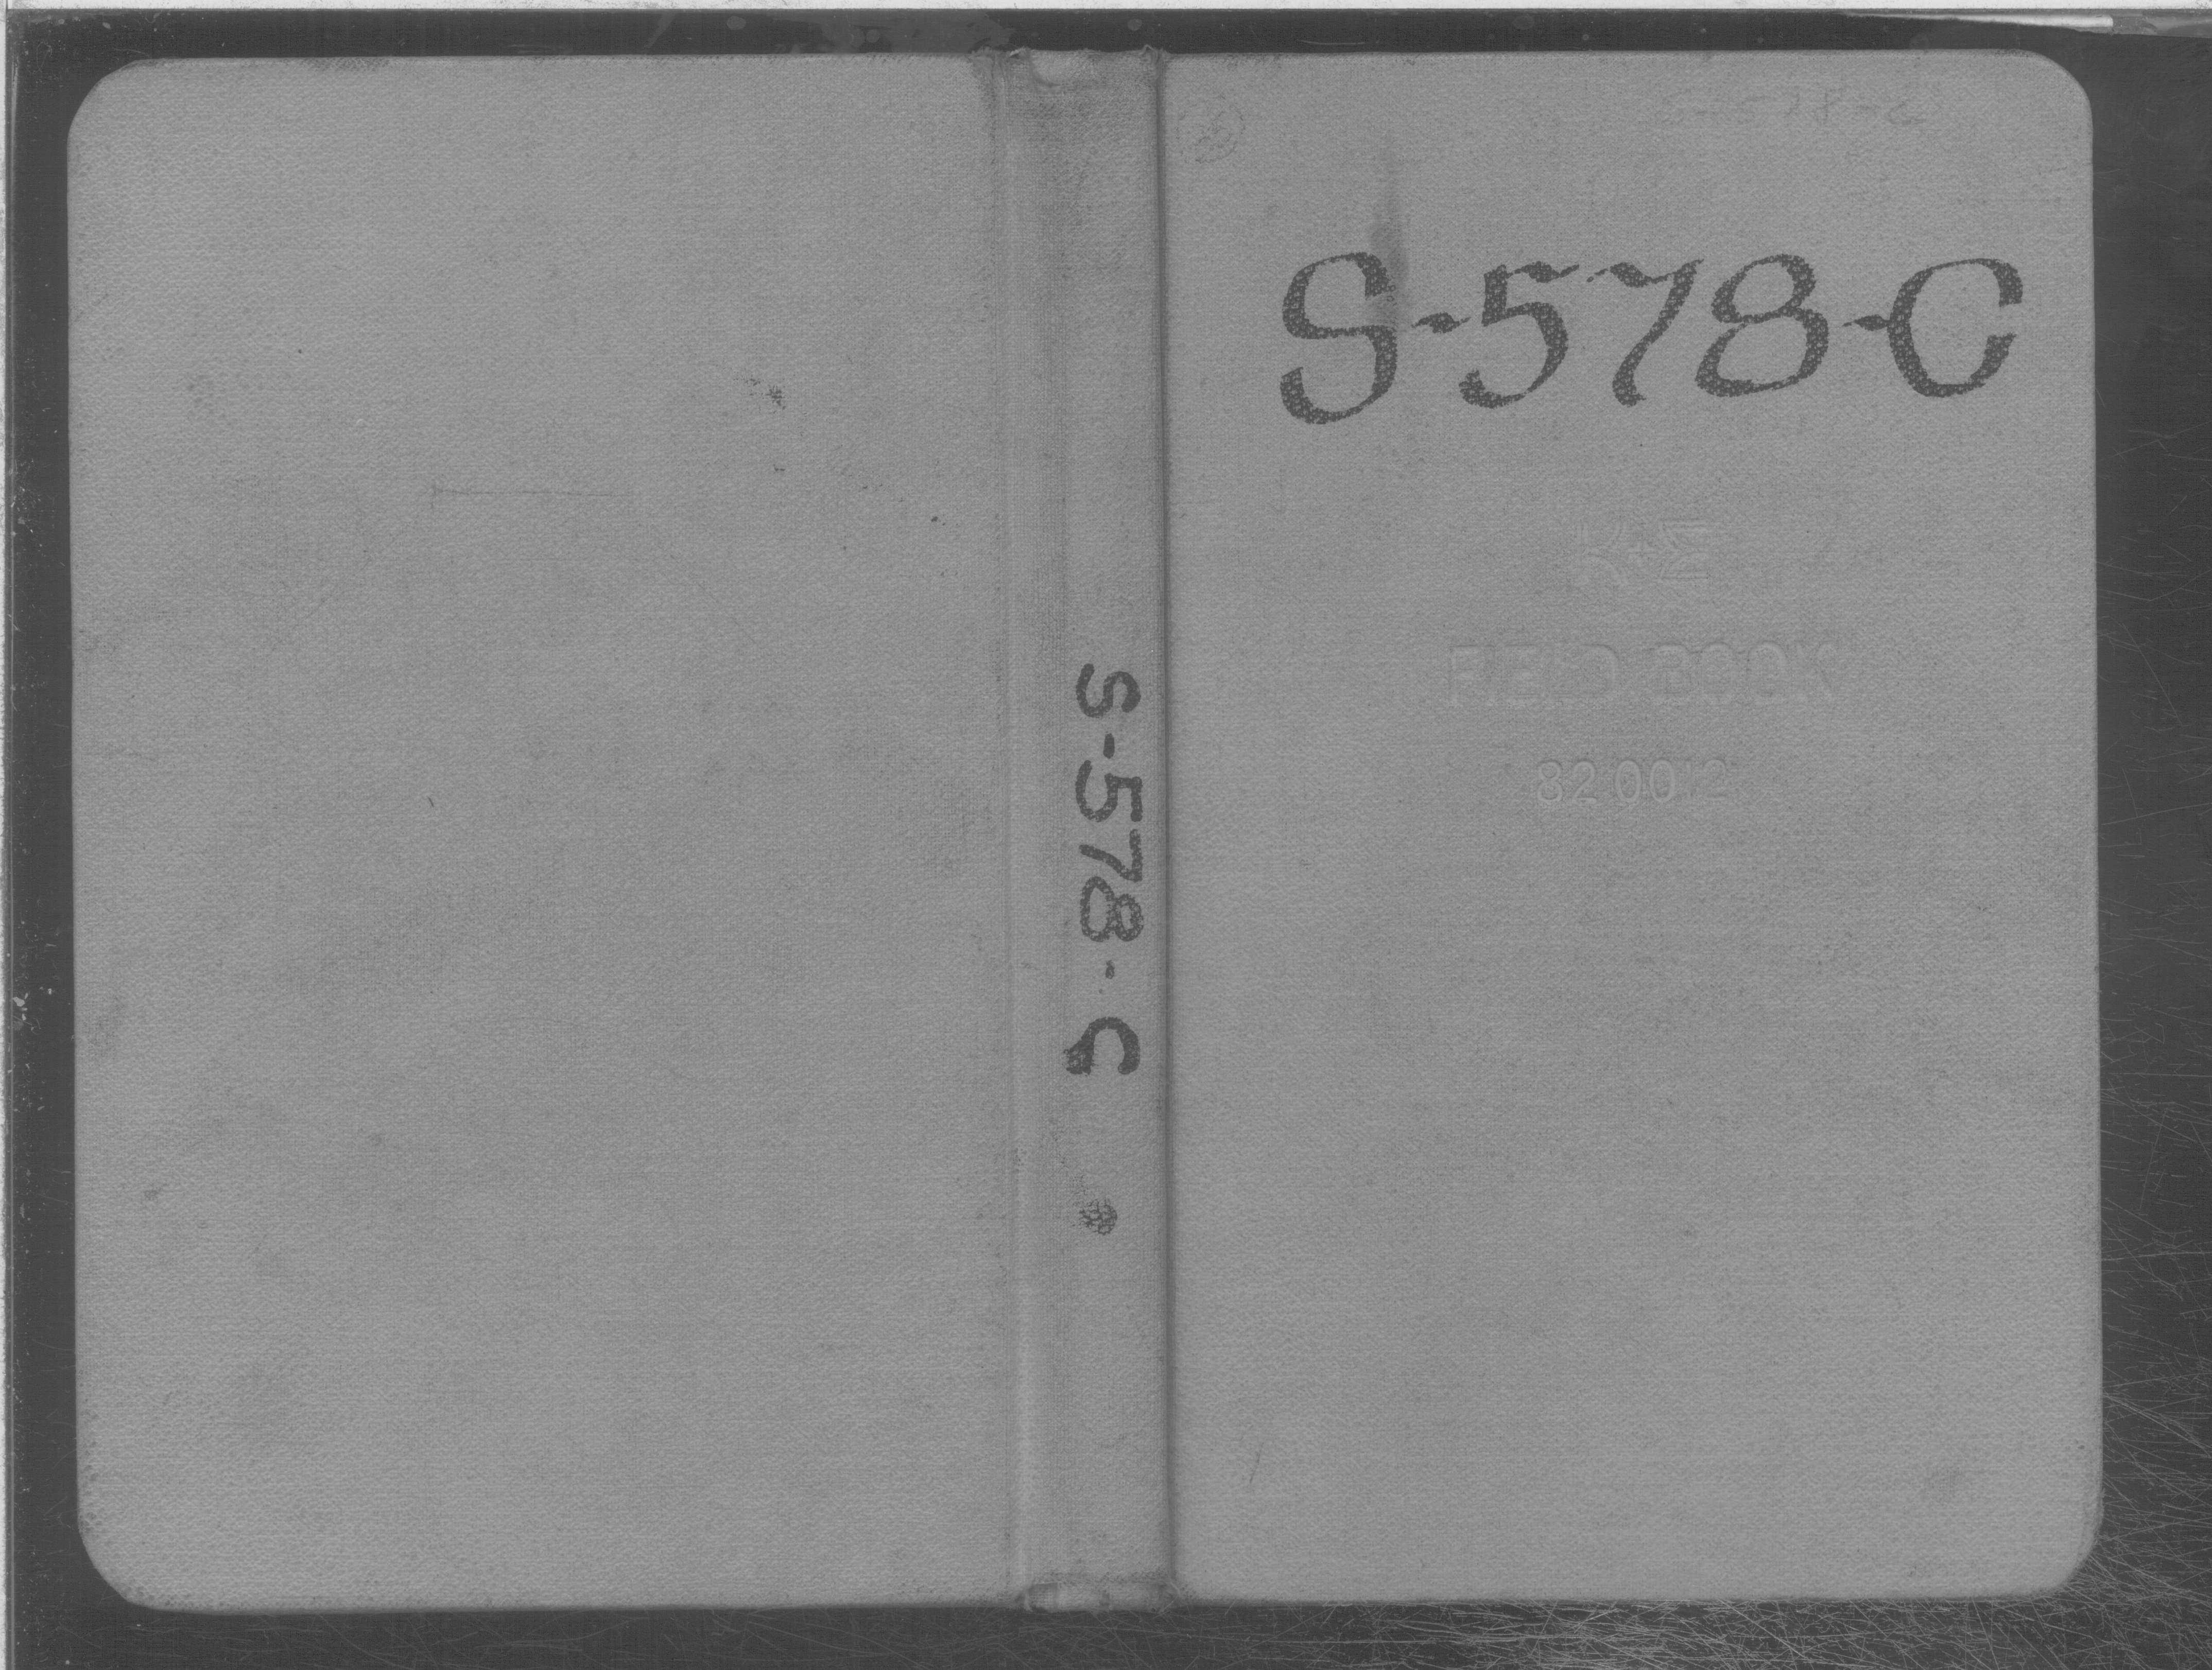 S-578-C
S-578-C
K+E
FIELD BOOK
82 0012